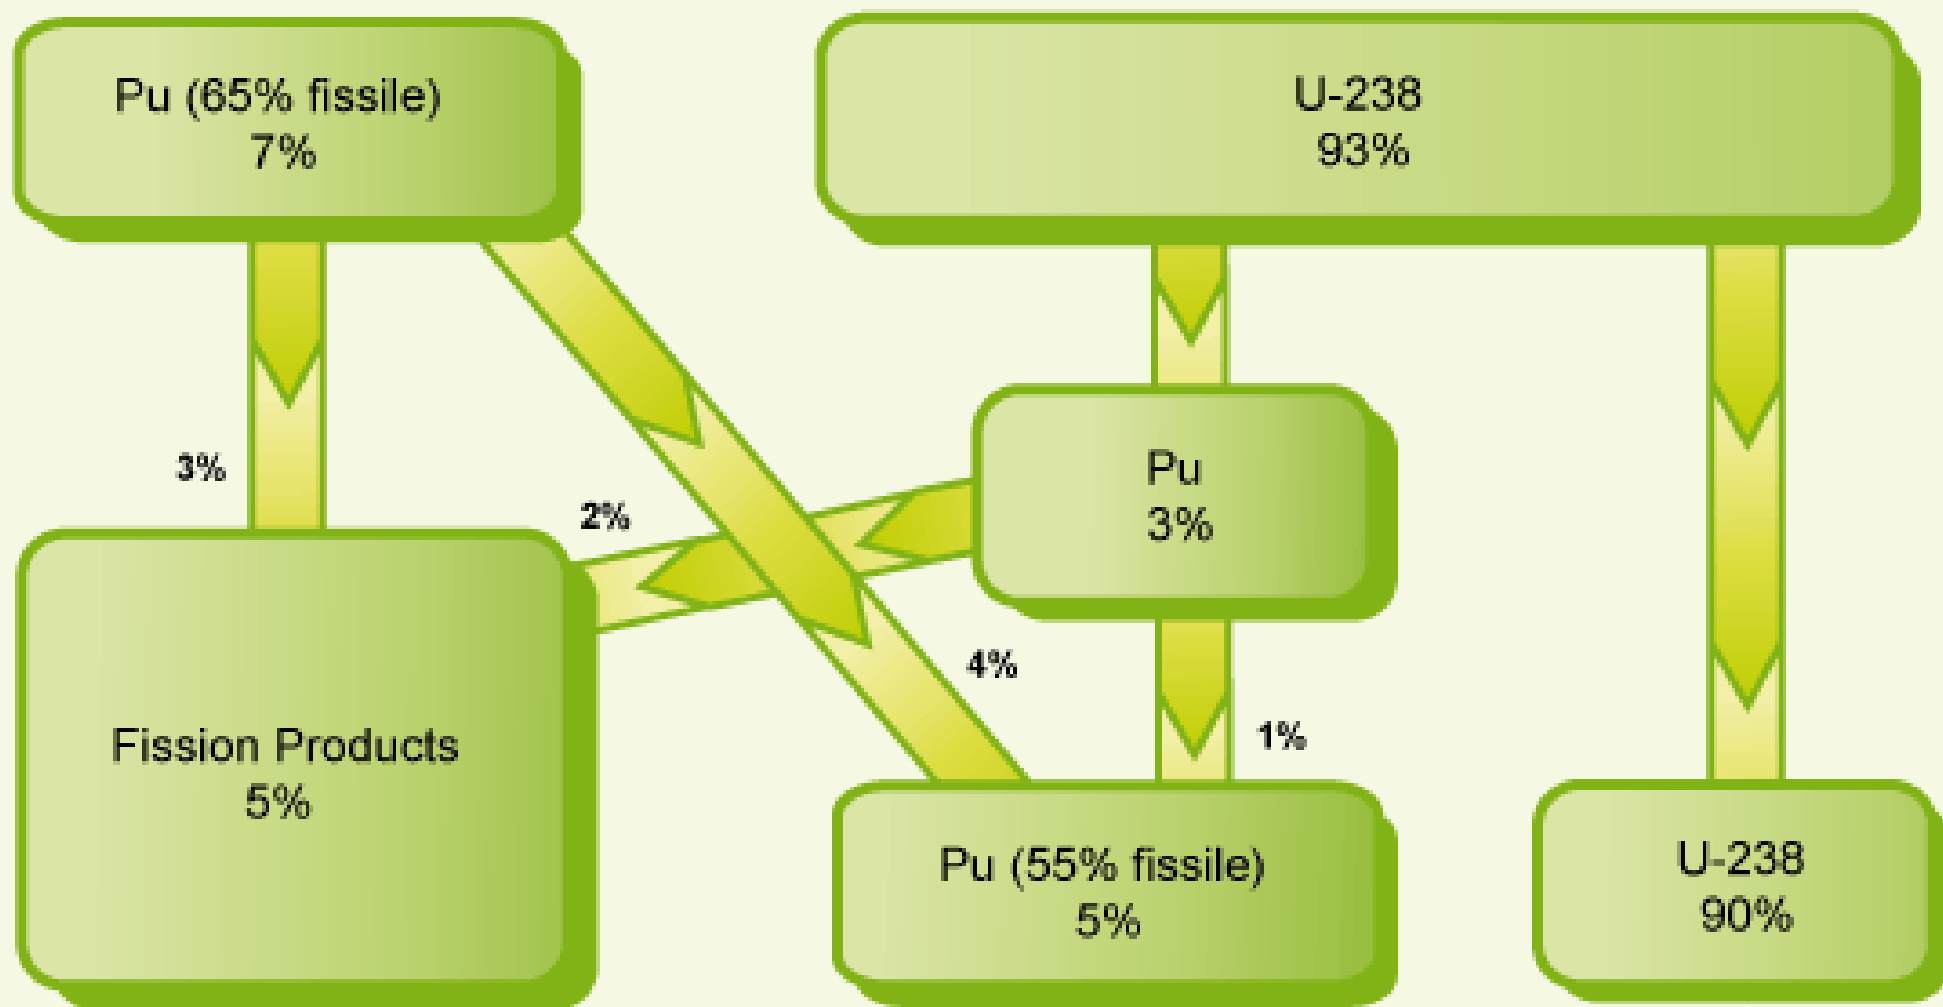 Pu (65% fissile)
7%
U-238
93%
3%
2%
Pu
3%
4%
1%
Fission Products
5%
Pu (55% fissile)
5%
U-238
90%